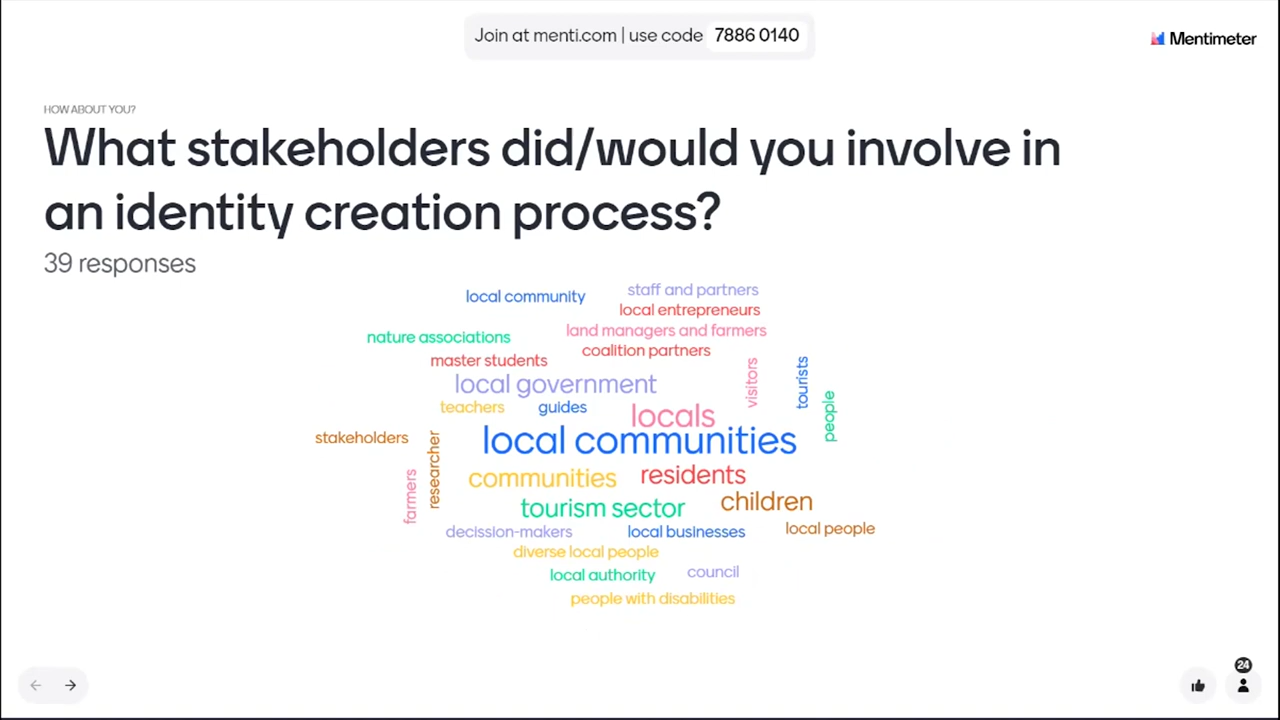 Join at menti.com | use code 7886 0140
Mentimeter
HOW ABOUT YOU?
What stakeholders did/would you involve in
an identity creation process?
39 responses
local community
staff and partners
local entrepreneurs
nature associations
land managers and farmers
master students
coalition partners
local government
visitors
tourists
people
teachers
guides
locals
stakeholders
researcher
farmers
local communities
communities
residents
tourism sector
children
decission-makers
local businesses
local people
diverse local people
local authority
council
people with disabilities
24